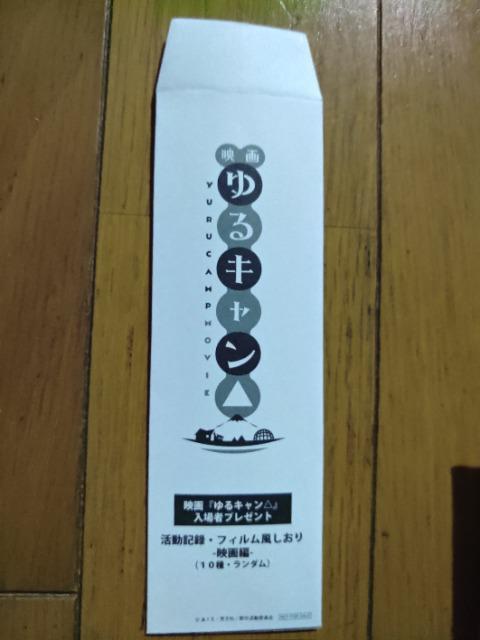 映画
ゆるキャン△
YURUCAMPMOVIE
映画『ゆるキャン△』
入場者プレゼント
活動記録・フィルム風しおり
-映画編-
（１０種・ランダム）